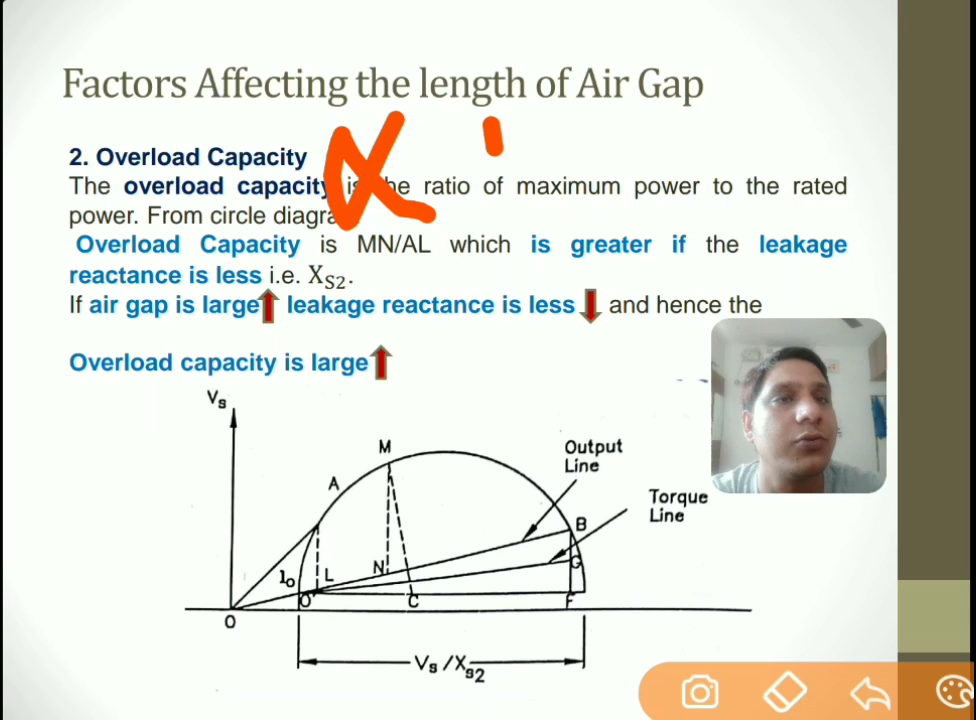 Factors Affecting the length of Air Gap
2. Overload Capacity
The overload capacity is the ratio of maximum power to the rated
power. From circle diagra
Overload Capacity is MN/AL which is greater if the leakage
reactance is less i.e. X_S2.
If air gap is large leakage reactance is less and hence the
Overload capacity is large
Vs
M
Output
Line
A
Torque
Line
B
N
G
L
Io
O'
C
F
O
Vs/Xs2